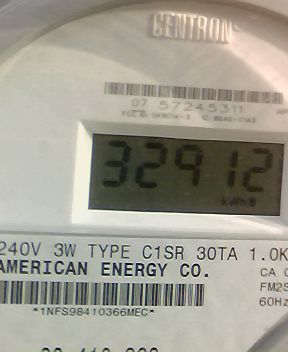 CENTRON
07 57245311
32912
kWh
240V 3W TYPE C1SR 30TA 1.0K
AMERICAN ENERGY CO.
CA 0
FM2S
60Hz
*1NFS98410366MEC*